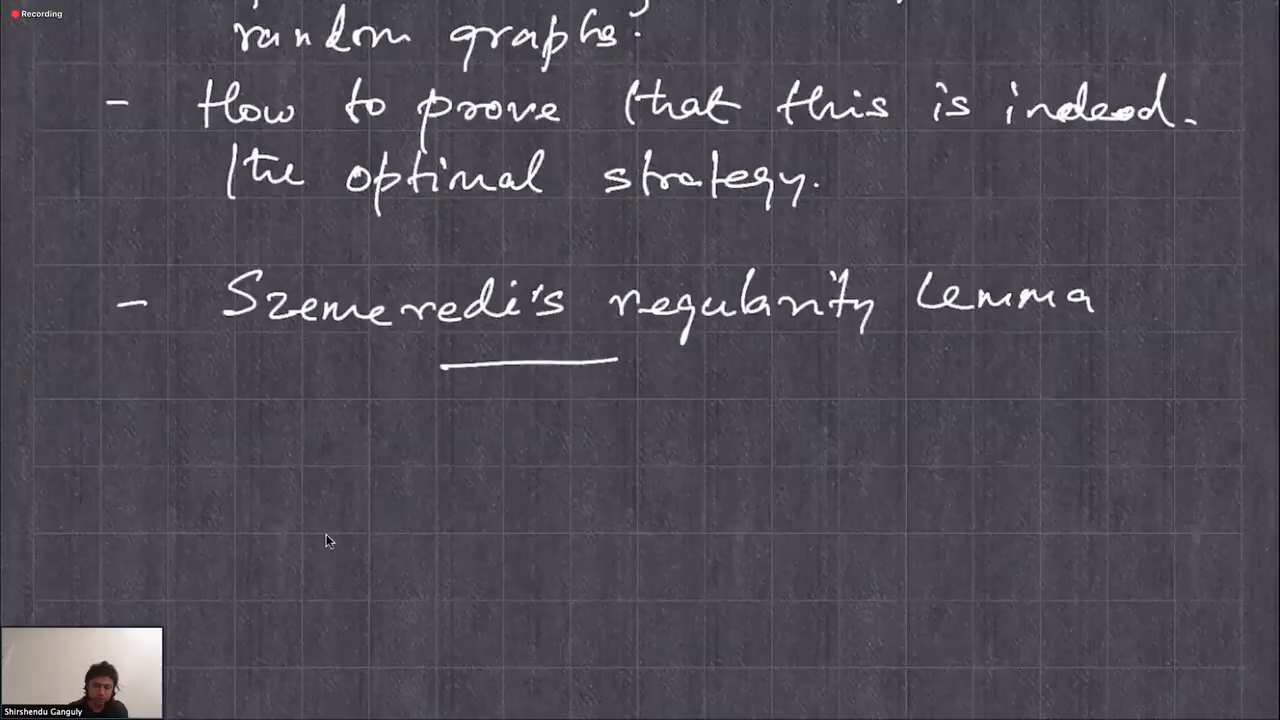 Recording
random graphs?
- How to prove that this is indeed.
the optimal strategy.
- Szemeredi's regularity lemma
Shirshendu Ganguly